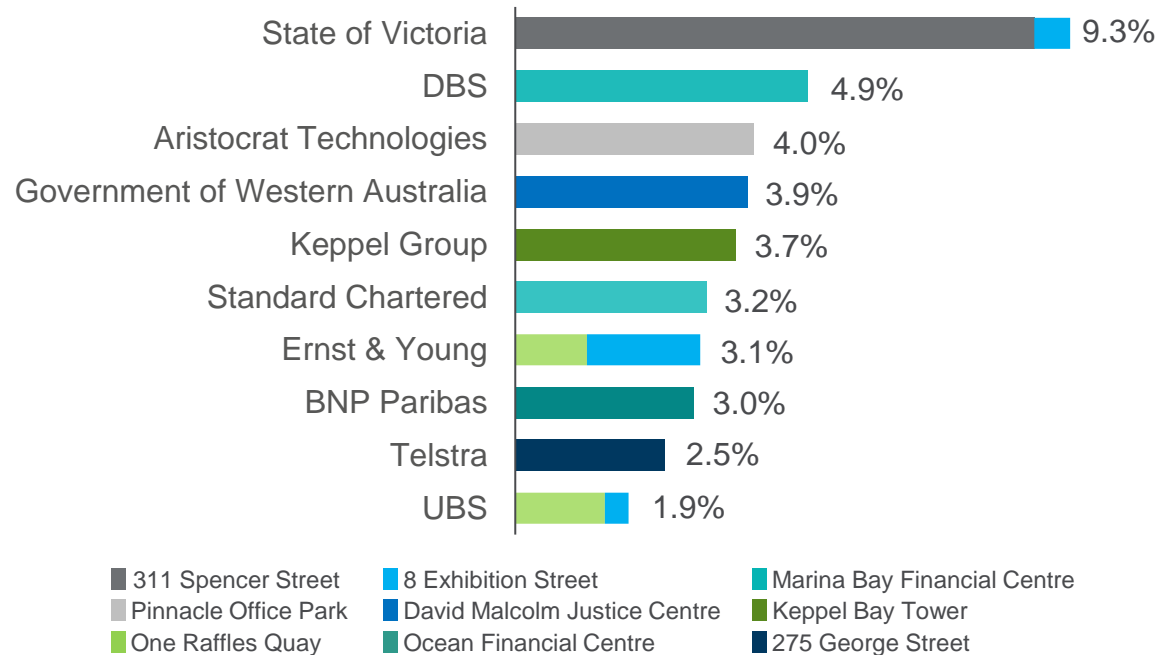 State of Victoria 9.3%
DBS 4.9%
Aristocrat Technologies 4.0%
Government of Western Australia 3.9%
Keppel Group 3.7%
Standard Chartered 3.2%
Ernst & Young 3.1%
BNP Paribas 3.0%
Telstra 2.5%
UBS 1.9%
311 Spencer Street 8 Exhibition Street Marina Bay Financial Centre
Pinnacle Office Park David Malcolm Justice Centre Keppel Bay Tower
One Raffles Quay Ocean Financial Centre 275 George Street